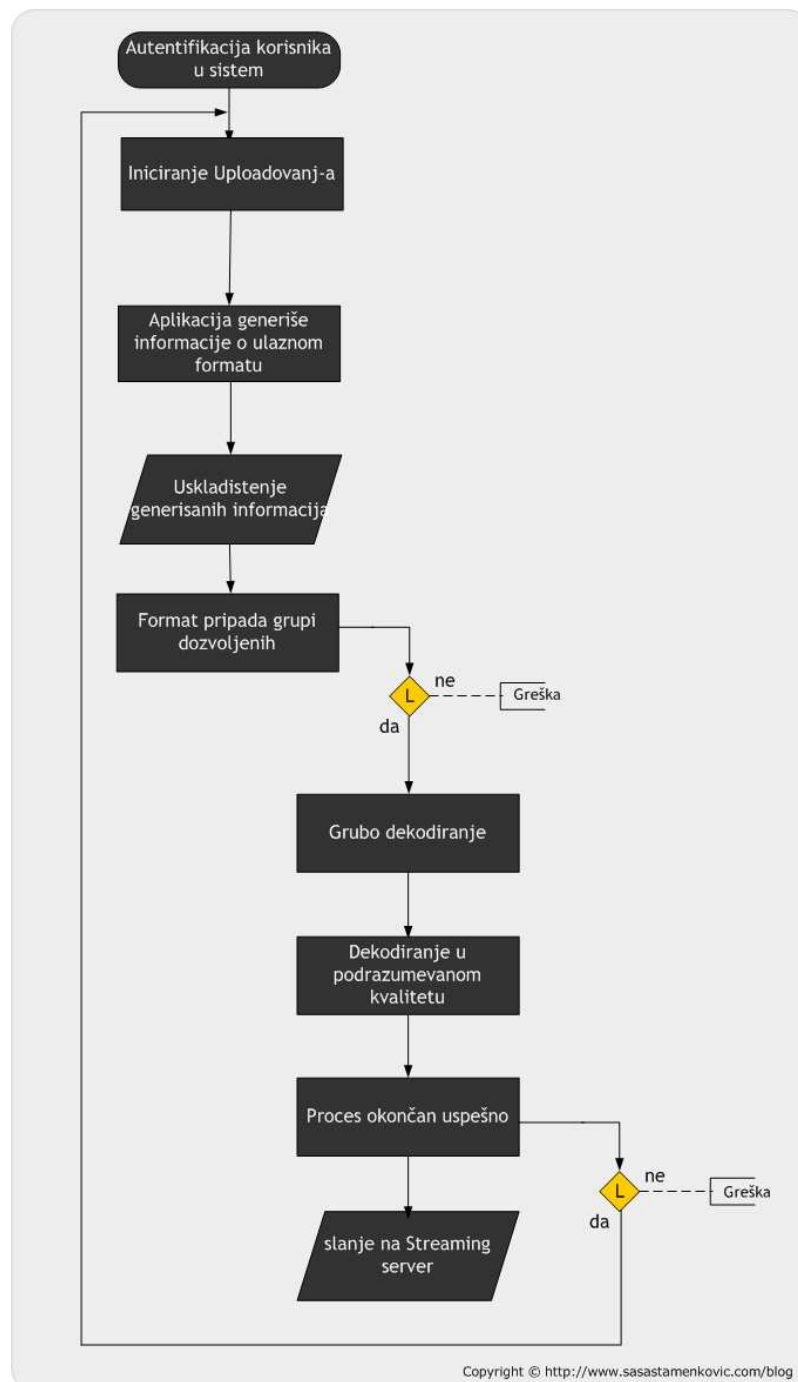 Autentifikacija korisnika
u sistem
Iniciranje Uploadovanj-a
Aplikacija generiše
informacije o ulaznom
formatu
Uskladistenje
generisanih informacija
Format pripada grupi
dozvoljenih
L
ne
Greška
da
Grubo dekodiranje
Dekodiranje u
podrazumevanom
kvalitetu
Proces okončan uspešno
L
ne
Greška
da
slanje na Streaming
server
Copyright © http://www.sasastamenkovic.com/blog